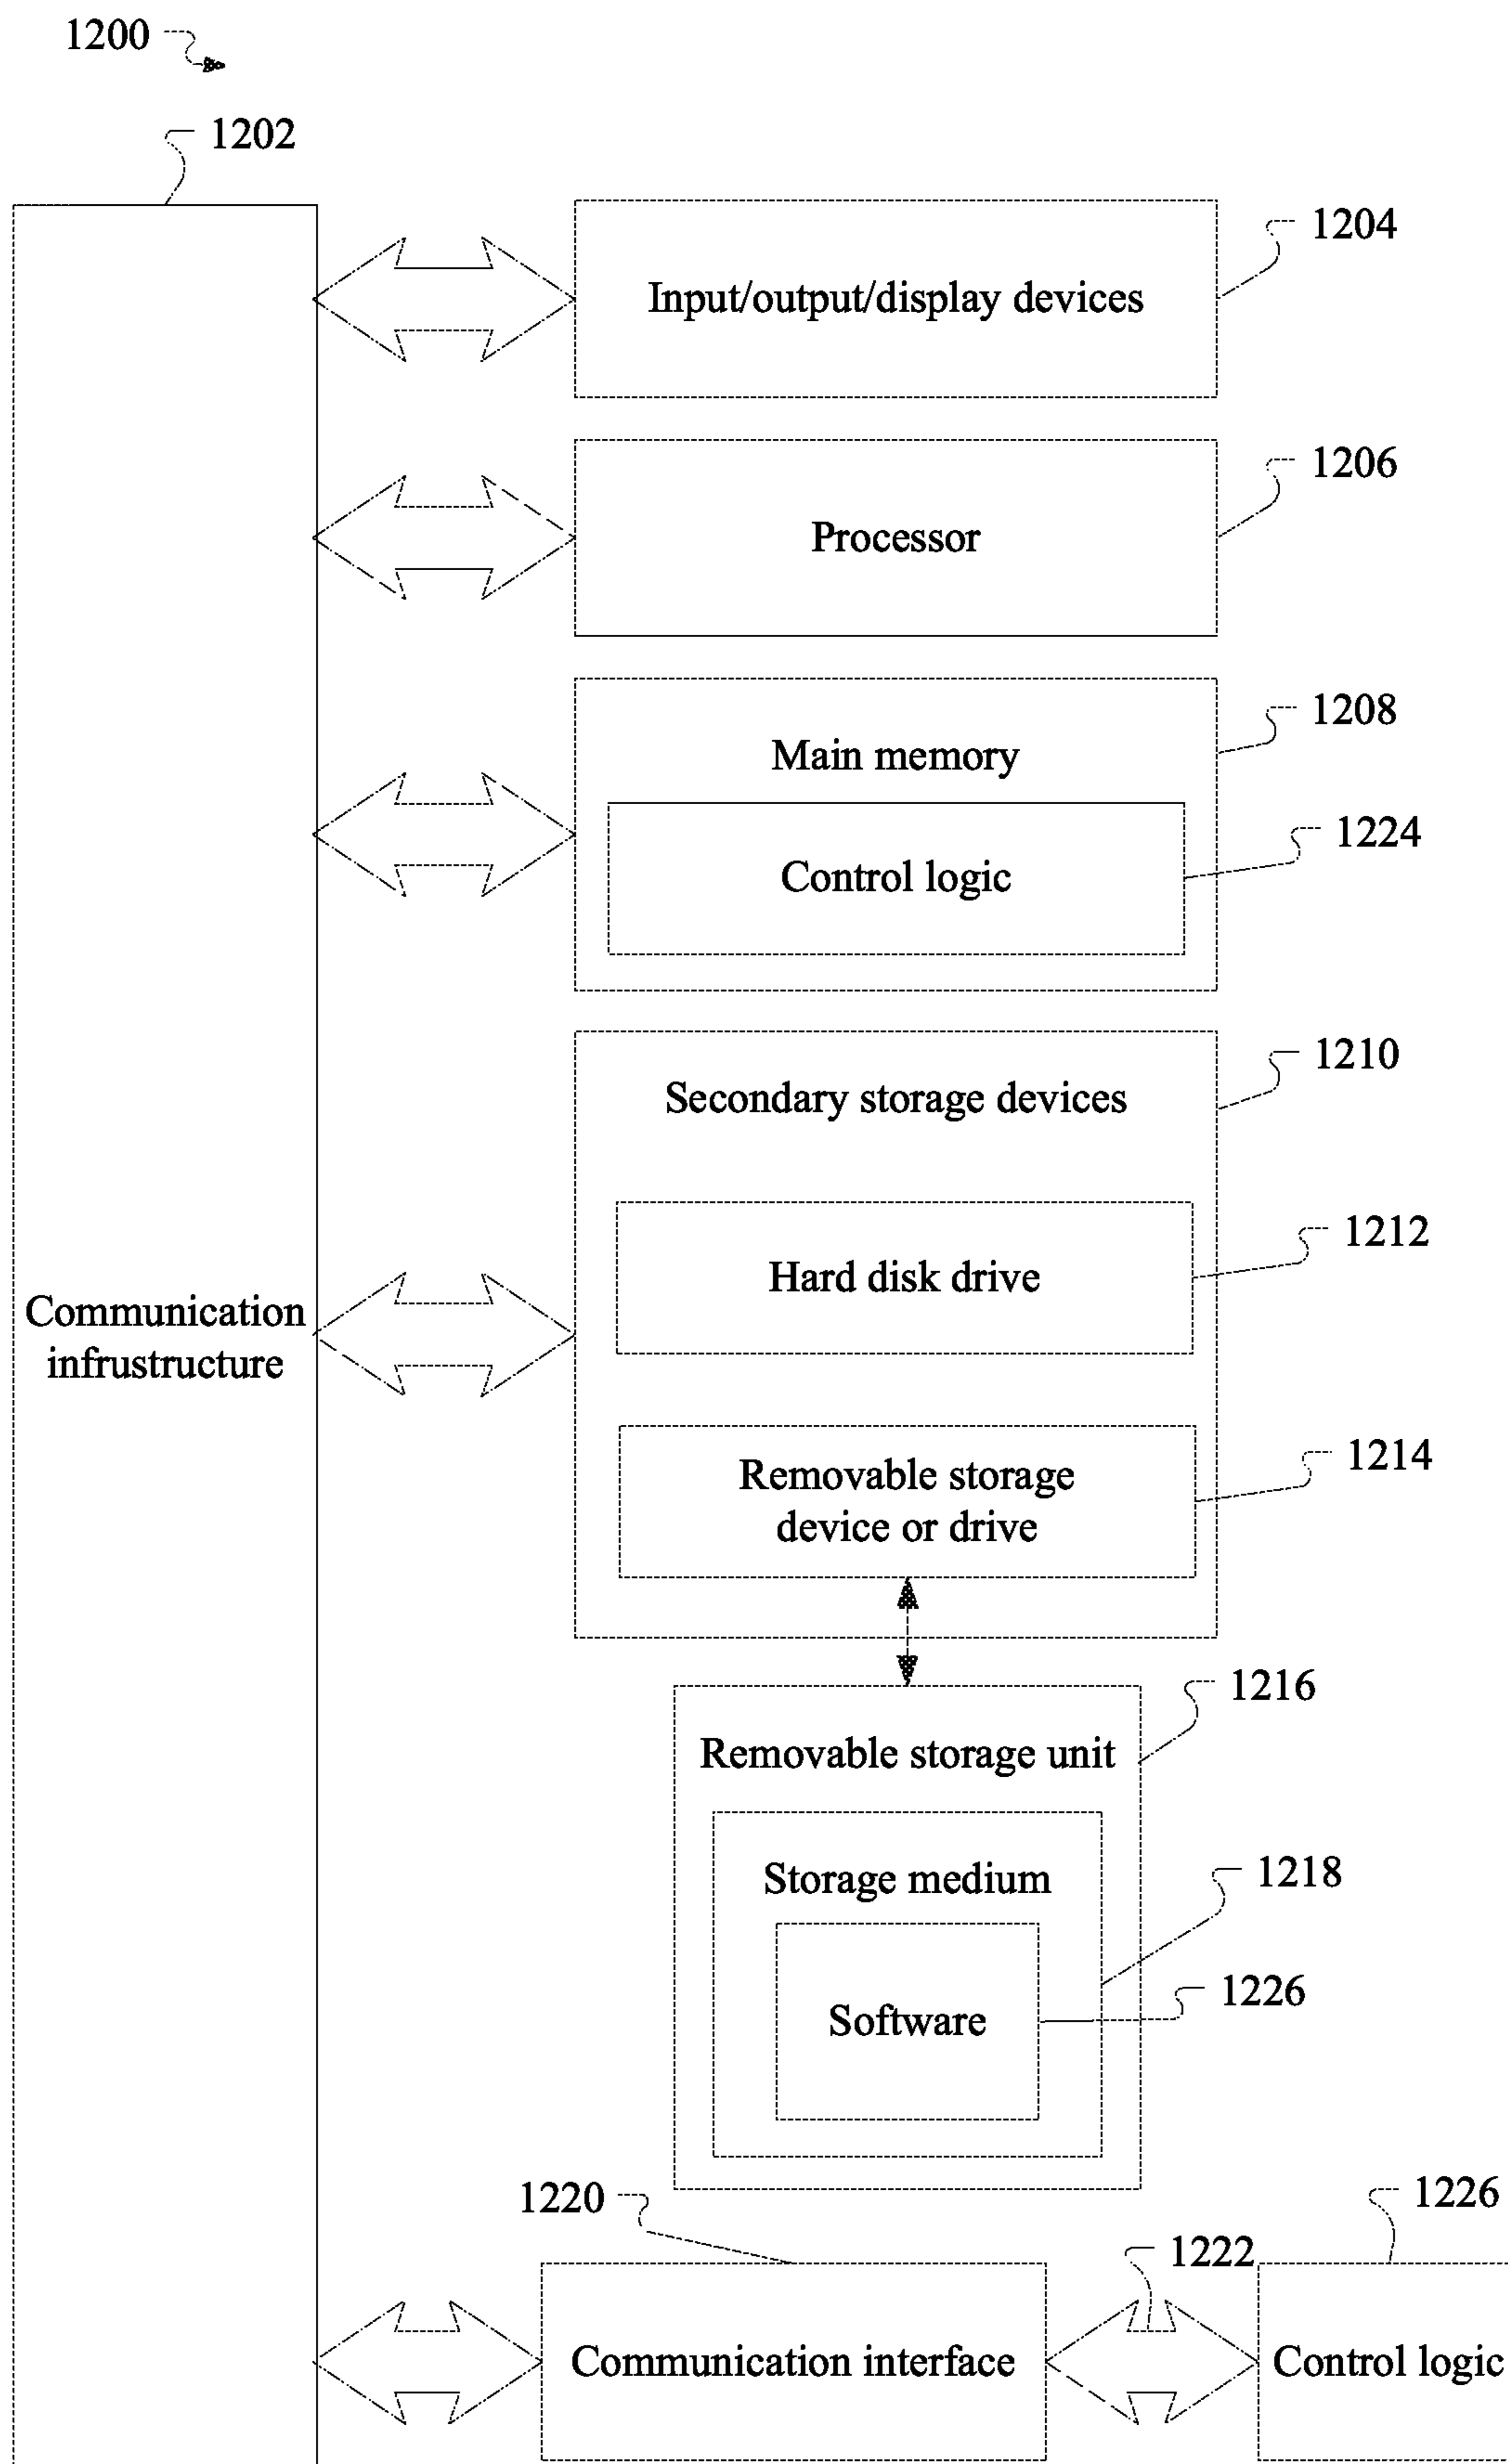 1200
1202
1204
Input/output/display devices
1206
Processor
1208
Main memory
1224
Control logic
1210
Secondary storage devices
1212
Hard disk drive
Communication
infrustructure
1214
Removable storage
device or drive
1216
Removable storage unit
1218
Storage medium
1226
Software
1220
1226
1222
Communication interface
Control logic